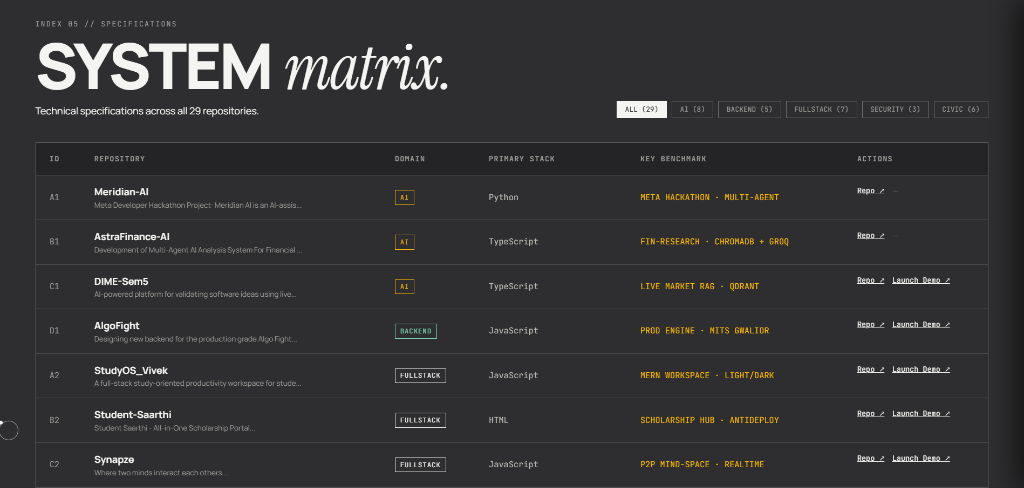 INDEX 05 // SPECIFICATIONS
SYSTEM matrix.
Technical specifications across all 29 repositories.
ALL (29) AI (8) BACKEND (5) FULLSTACK (7) SECURITY (3) CIVIC (6)
ID REPOSITORY DOMAIN PRIMARY STACK KEY BENCHMARK ACTIONS
A1 Meridian-AI AI Python META HACKATHON · MULTI-AGENT Repo ↗ —
Meta Developer Hackathon Project- Meridian AI is an AI-assis...
B1 AstraFinance-AI AI TypeScript FIN-RESEARCH · CHROMADB + GROQ Repo ↗ —
Development of Multi-Agent AI Analysis System For Financial ...
C1 DIME-Sem5 AI TypeScript LIVE MARKET RAG · QDRANT Repo ↗ Launch Demo ↗
AI-powered platform for validating software ideas using live...
D1 AlgoFight BACKEND JavaScript PROD ENGINE · MITS GWALIOR Repo ↗ Launch Demo ↗
Designing new backend for the production grade Algo Fight...
A2 StudyOS_Vivek FULLSTACK JavaScript MERN WORKSPACE · LIGHT/DARK Repo ↗ Launch Demo ↗
A full-stack study-oriented productivity workspace for stude...
B2 Student-Saarthi FULLSTACK HTML SCHOLARSHIP HUB · ANTIDEPLOY Repo ↗ Launch Demo ↗
Student Saarthi - All-in-One Scholarship Portal...
C2 Synapze FULLSTACK JavaScript P2P MIND-SPACE · REALTIME Repo ↗ Launch Demo ↗
Where two minds interact each others...